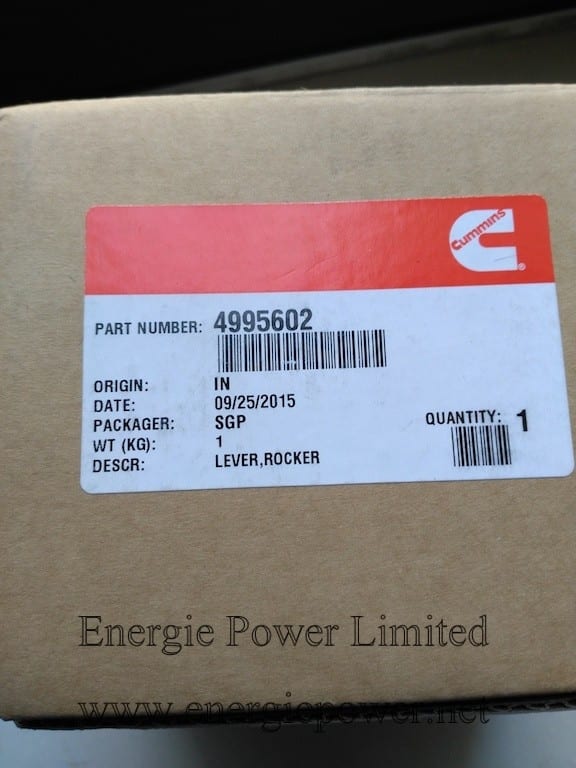 Cummins
®
PART NUMBER: 4995602
ORIGIN: IN
DATE: 09/25/2015
PACKAGER: SGP
QUANTITY: 1
WT (KG): 1
DESCR: LEVER,ROCKER
Energie Power Limited
www.energiepower.net